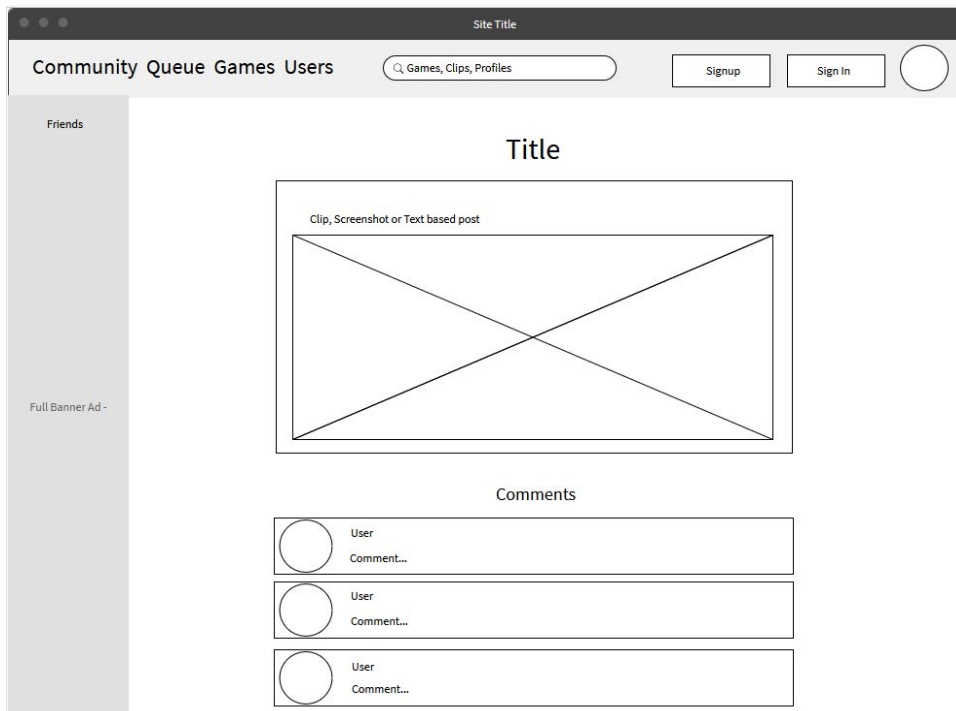 Site Title
Community Queue Games Users
Games, Clips, Profiles
Signup
Sign In
Friends
Full Banner Ad -
Title
Clip, Screenshot or Text based post
Comments
User
Comment...
User
Comment...
User
Comment...